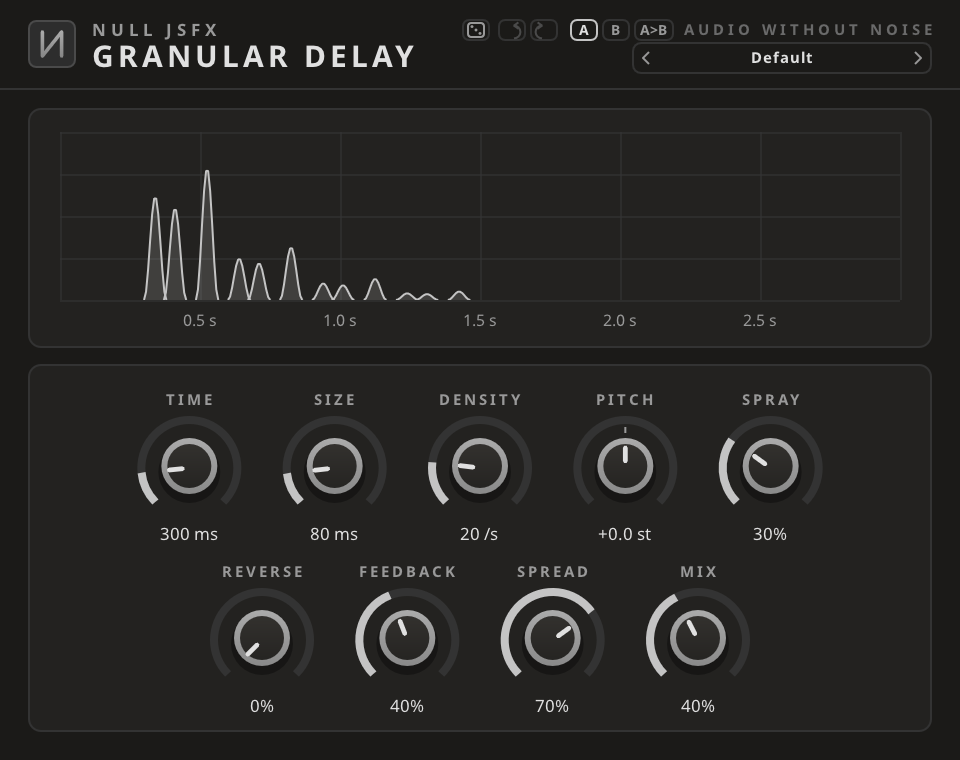 NULL JSFX
GRANULAR DELAY
A B A>B AUDIO WITHOUT NOISE
Default
0.5 s 1.0 s 1.5 s 2.0 s 2.5 s
TIME SIZE DENSITY PITCH SPRAY
300 ms 80 ms 20 /s +0.0 st 30%
REVERSE FEEDBACK SPREAD MIX
0% 40% 70% 40%